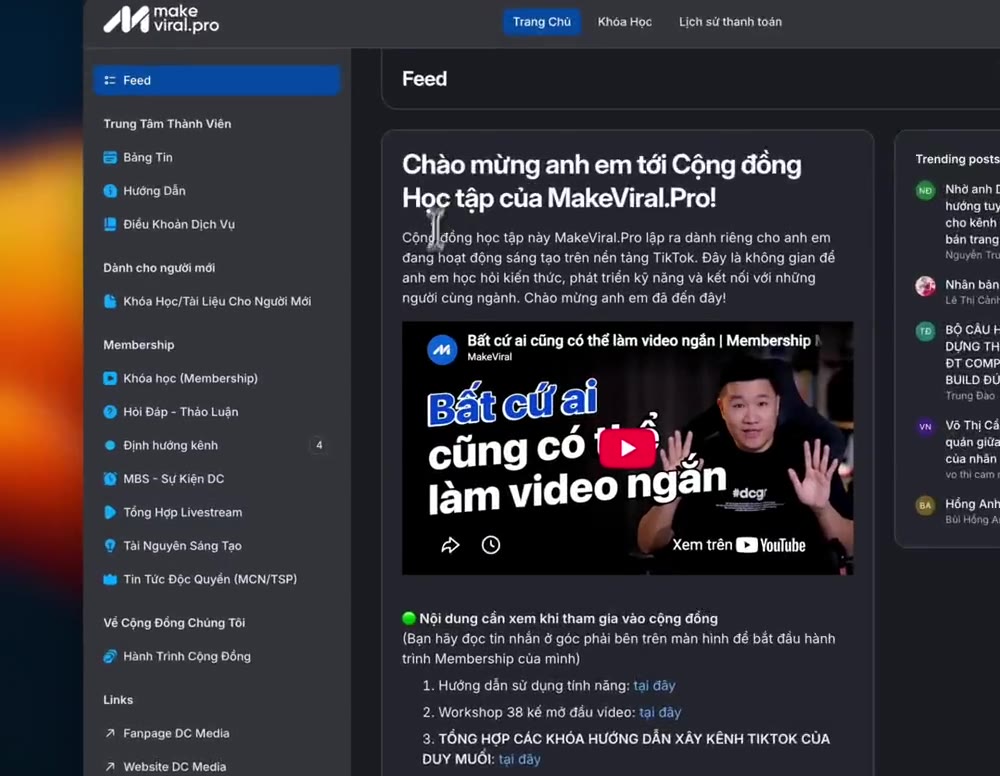 make
viral.pro
Trang Chủ
Khóa Học
Lịch sử thanh toán
Feed
Trung Tâm Thành Viên
Bảng Tin
Hướng Dẫn
Điều Khoản Dịch Vụ
Dành cho người mới
Khóa Học/Tài Liệu Cho Người Mới
Membership
Khóa học (Membership)
Hỏi Đáp - Thảo Luận
Định hướng kênh
4
MBS - Sự Kiện DC
Tổng Hợp Livestream
Tài Nguyên Sáng Tạo
Tin Tức Độc Quyền (MCN/TSP)
Về Cộng Đồng Chúng Tôi
Hành Trình Cộng Đồng
Links
Fanpage DC Media
Website DC Media
Feed
Chào mừng anh em tới Cộng đồng
Học tập của MakeViral.Pro!
Cộng đồng học tập này MakeViral.Pro lập ra dành riêng cho anh em
đang hoạt động sáng tạo trên nền tảng TikTok. Đây là không gian để
anh em học hỏi kiến thức, phát triển kỹ năng và kết nối với những
người cùng ngành. Chào mừng anh em đã đến đây!
Bất cứ ai cũng có thể làm video ngắn | Membership
MakeViral
Bất cứ ai
cũng có thể
làm video ngắn
#dcgr
Xem trên YouTube
Nội dung cần xem khi tham gia vào cộng đồng
(Bạn hãy đọc tin nhắn ở góc phải bên trên màn hình để bắt đầu hành
trình Membership của mình)
1. Hướng dẫn sử dụng tính năng: tại đây
2. Workshop 38 kế mở đầu video: tại đây
3. TỔNG HỢP CÁC KHÓA HƯỚNG DẪN XÂY KÊNH TIKTOK CỦA
DUY MUỐI: tại đây
Trending posts
NĐ
Nhờ anh
hướng tuy
cho kênh
bán trang
Nguyễn Tru
Nhân bản
Lê Thị Cảnh
TĐ
BỘ CÂU H
DỰNG TH
ĐT COMP
BUILD ĐÚ
Trung Đào
VN
Võ Thị Cẩ
quán giữa
của nhãn
vo thi cam
BA
Hồng Anh
Bùi Hồng